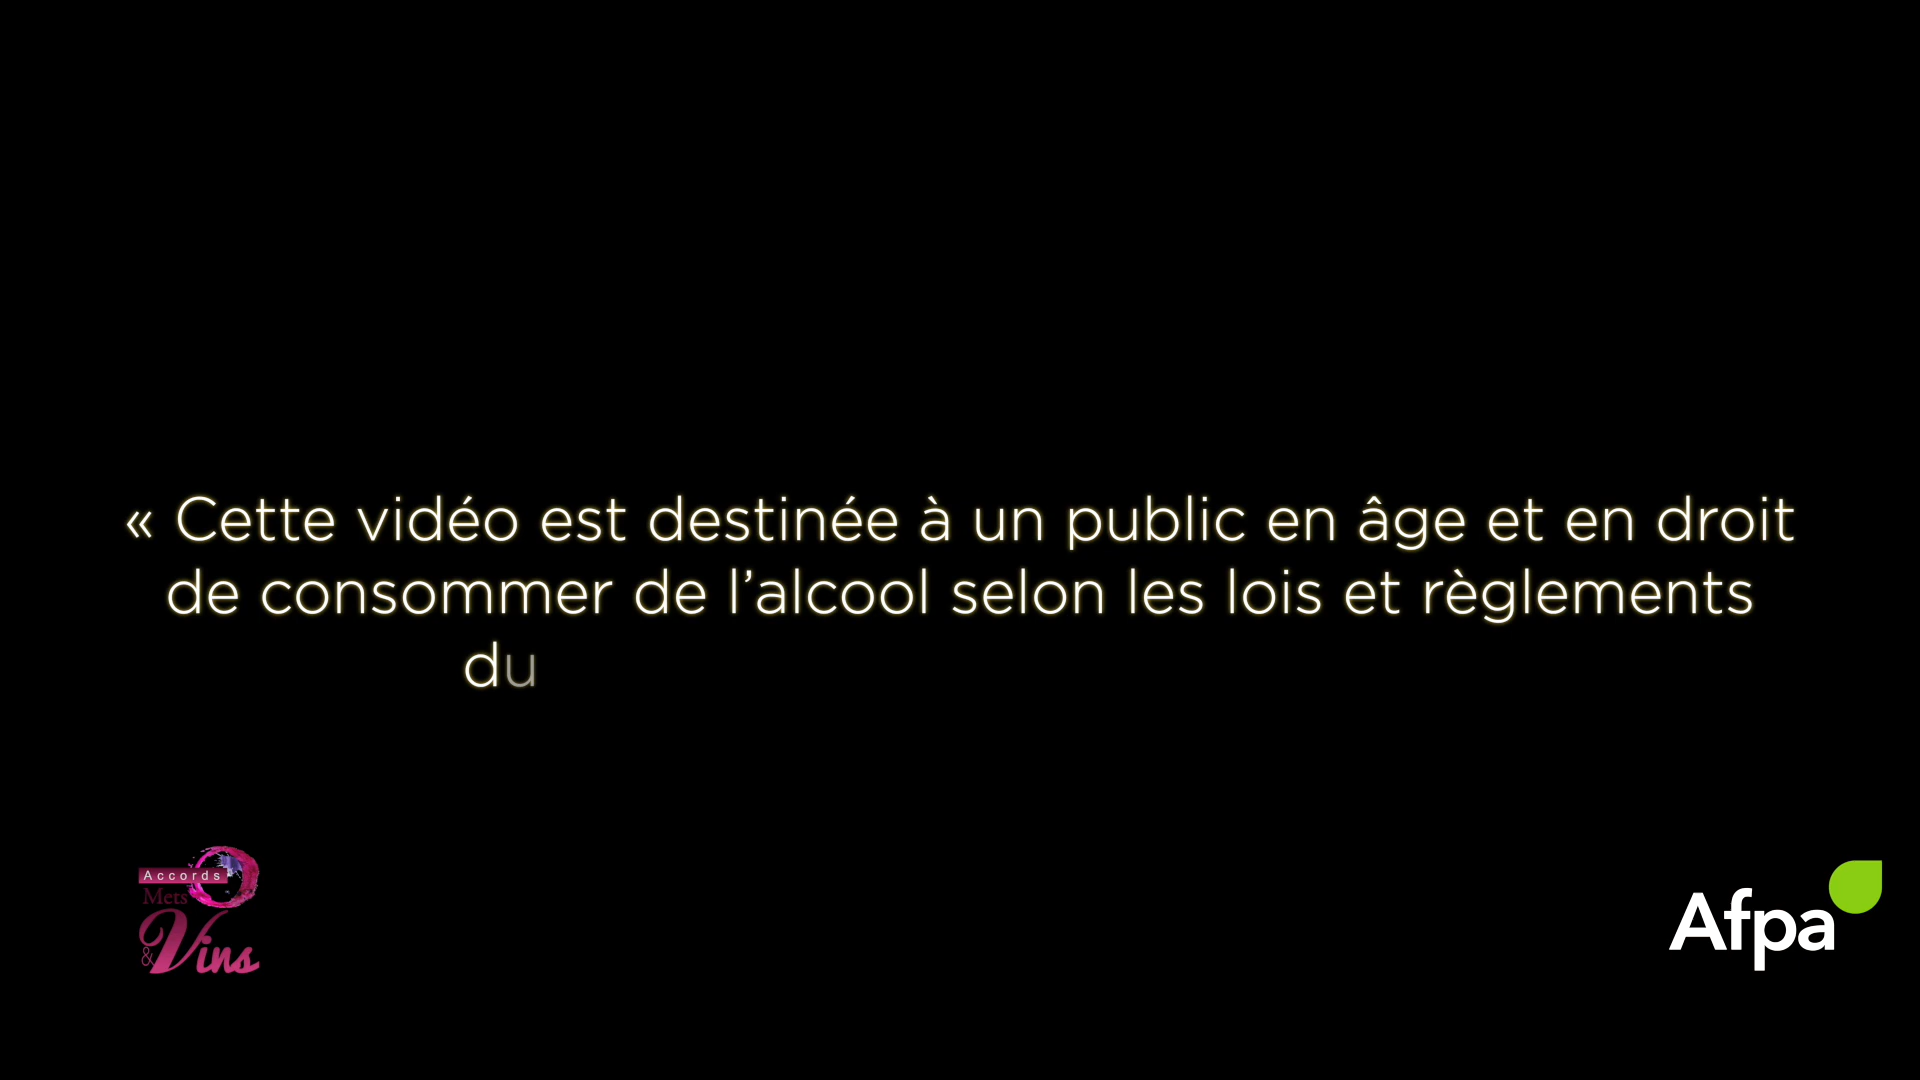 « Cette vidéo est destinée à un public en âge et en droit
de consommer de l’alcool selon les lois et règlements
du
Accords
Mets
& Vins
Afpa